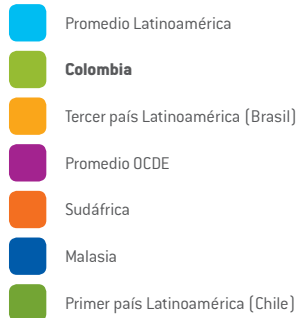 Promedio Latinoamérica
Colombia
Tercer país Latinoamérica (Brasil)
Promedio OCDE
Sudáfrica
Malasia
Primer país Latinoamérica (Chile)